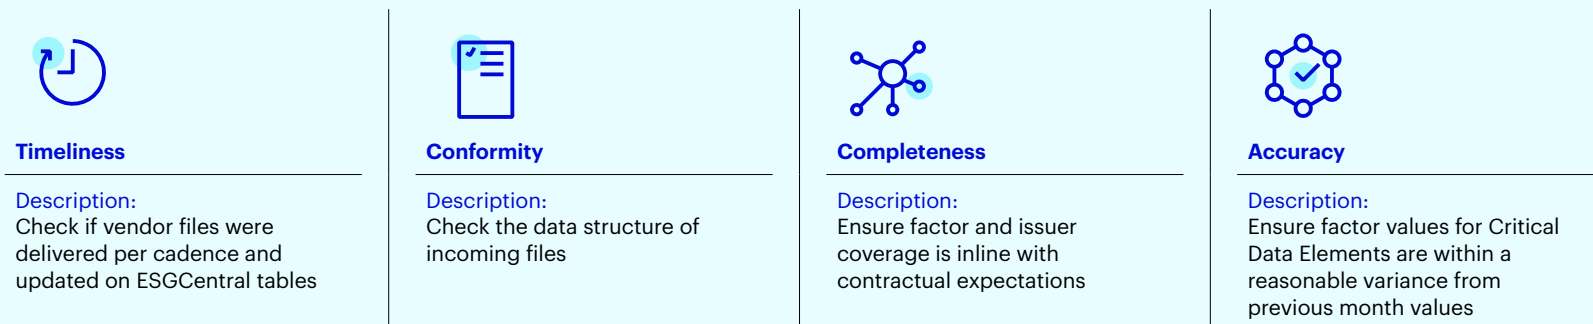 Timeliness
Description:
Check if vendor files were
delivered per cadence and
updated on ESGCentral tables
Conformity
Description:
Check the data structure of
incoming files
Completeness
Description:
Ensure factor and issuer
coverage is inline with
contractual expectations
Accuracy
Description:
Ensure factor values for Critical
Data Elements are within a
reasonable variance from
previous month values